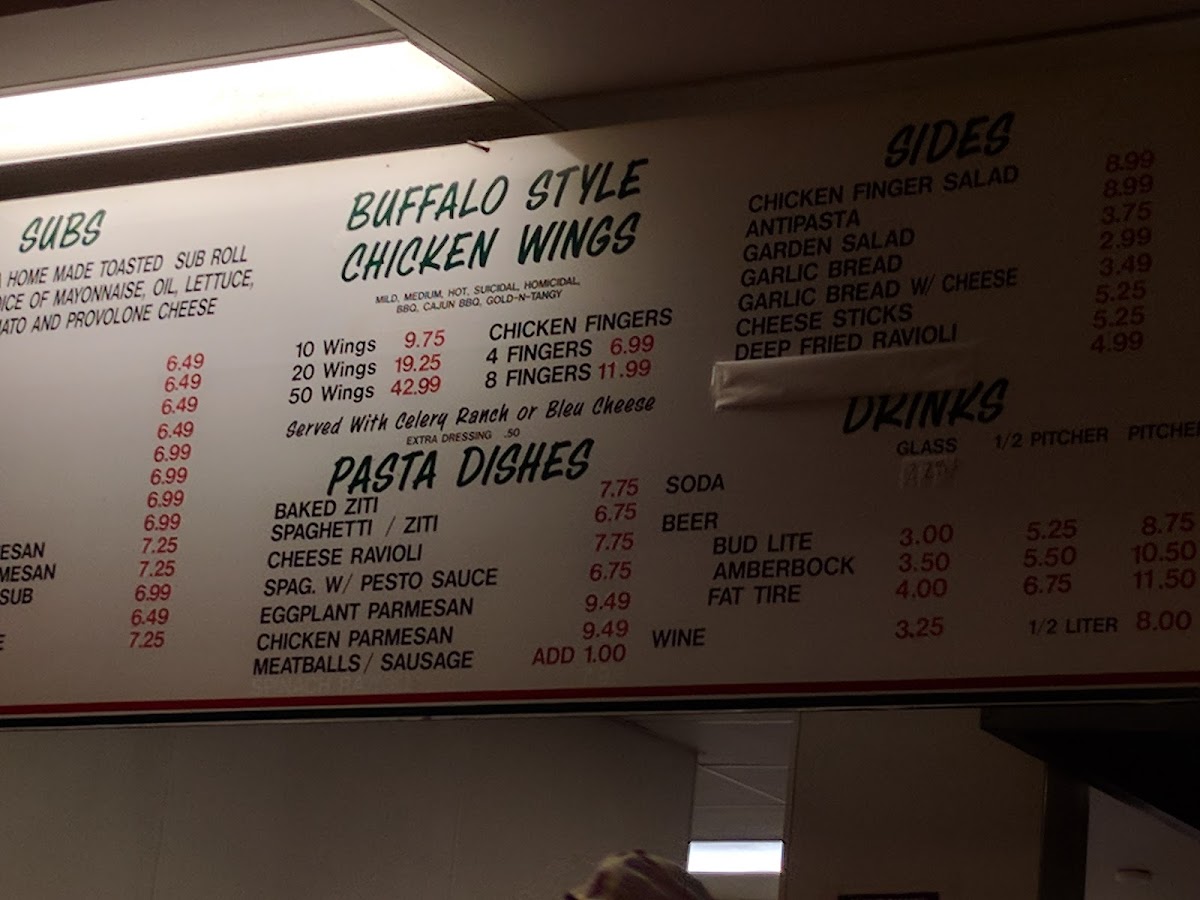 SUBS
HOME MADE TOASTED SUB ROLL
OF MAYONNAISE, OIL, LETTUCE,
AND PROVOLONE CHEESE
6.49
6.49
6.49
6.49
6.99
6.99
6.99
6.99
7.25
7.25
SUB 6.99
6.49
7.25
BUFFALO STYLE
CHICKEN WINGS
MILD, MEDIUM, HOT, SUICIDAL, HOMICIDAL,
BBQ, CAJUN BBQ, GOLD-N-TANGY
10 Wings 9.75
20 Wings 19.25
50 Wings 42.99
CHICKEN FINGERS
4 FINGERS 6.99
8 FINGERS 11.99
Served With Celery Ranch or Bleu Cheese
EXTRA DRESSING .50
PASTA DISHES
BAKED ZITI 7.75
SPAGHETTI / ZITI 6.75
CHEESE RAVIOLI 7.75
SPAG. W/ PESTO SAUCE 6.75
EGGPLANT PARMESAN 9.49
CHICKEN PARMESAN 9.49
MEATBALLS / SAUSAGE ADD 1.00
SIDES
CHICKEN FINGER SALAD 8.99
ANTIPASTA 8.99
GARDEN SALAD 3.75
GARLIC BREAD 2.99
GARLIC BREAD W/ CHEESE 3.49
CHEESE STICKS 5.25
DEEP FRIED RAVIOLI 5.25
4.99
DRINKS
GLASS 1/2 PITCHER PITCHE
SODA
BEER
BUD LITE 3.00 5.25 8.75
AMBERBOCK 3.50 5.50 10.50
FAT TIRE 4.00 6.75 11.50
WINE 3.25 1/2 LITER 8.00